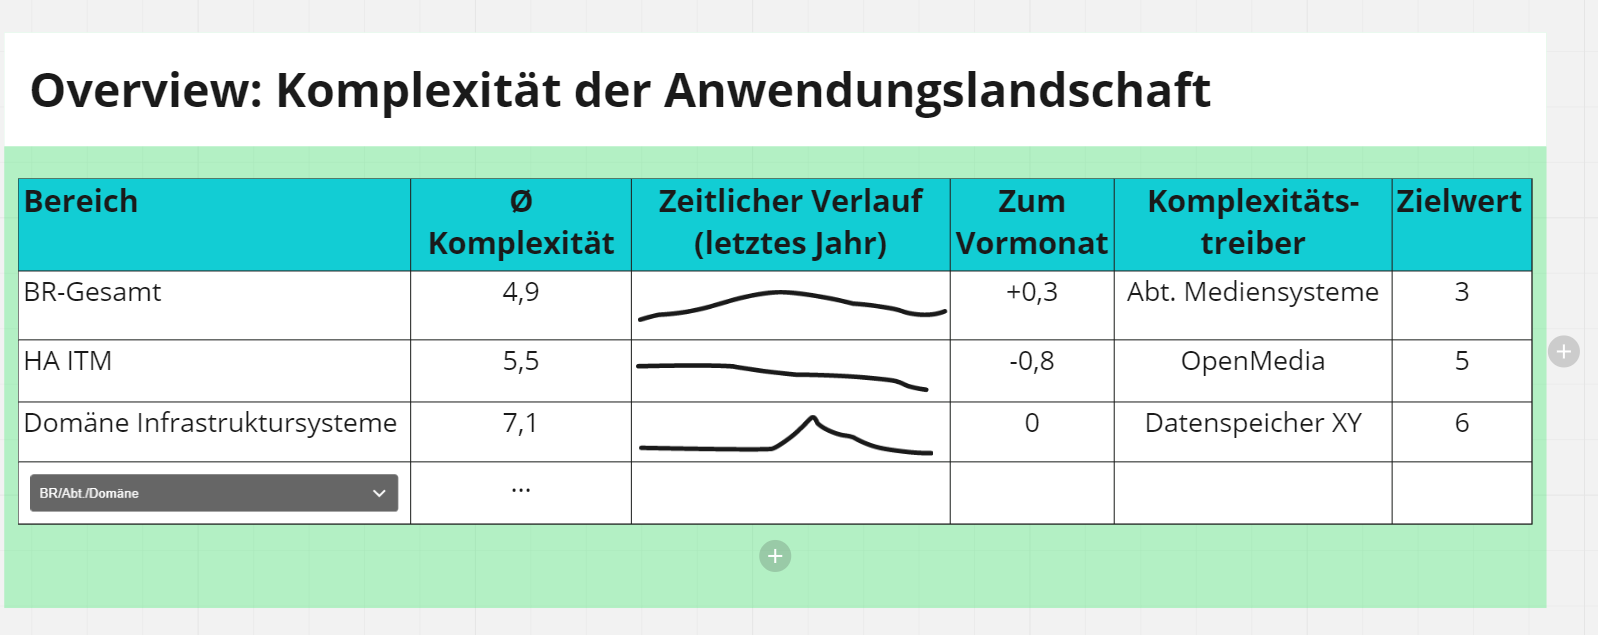 Overview: Komplexität der Anwendungslandschaft
Bereich
Ø
Komplexität
Zeitlicher Verlauf
(letztes Jahr)
Zum
Vormonat
Komplexitäts-
treiber
Zielwert
BR-Gesamt 4,9 +0,3 Abt. Mediensysteme 3
HA ITM 5,5 -0,8 OpenMedia 5
Domäne Infrastruktursysteme 7,1 0 Datenspeicher XY 6
BR/Abt./Domäne ...